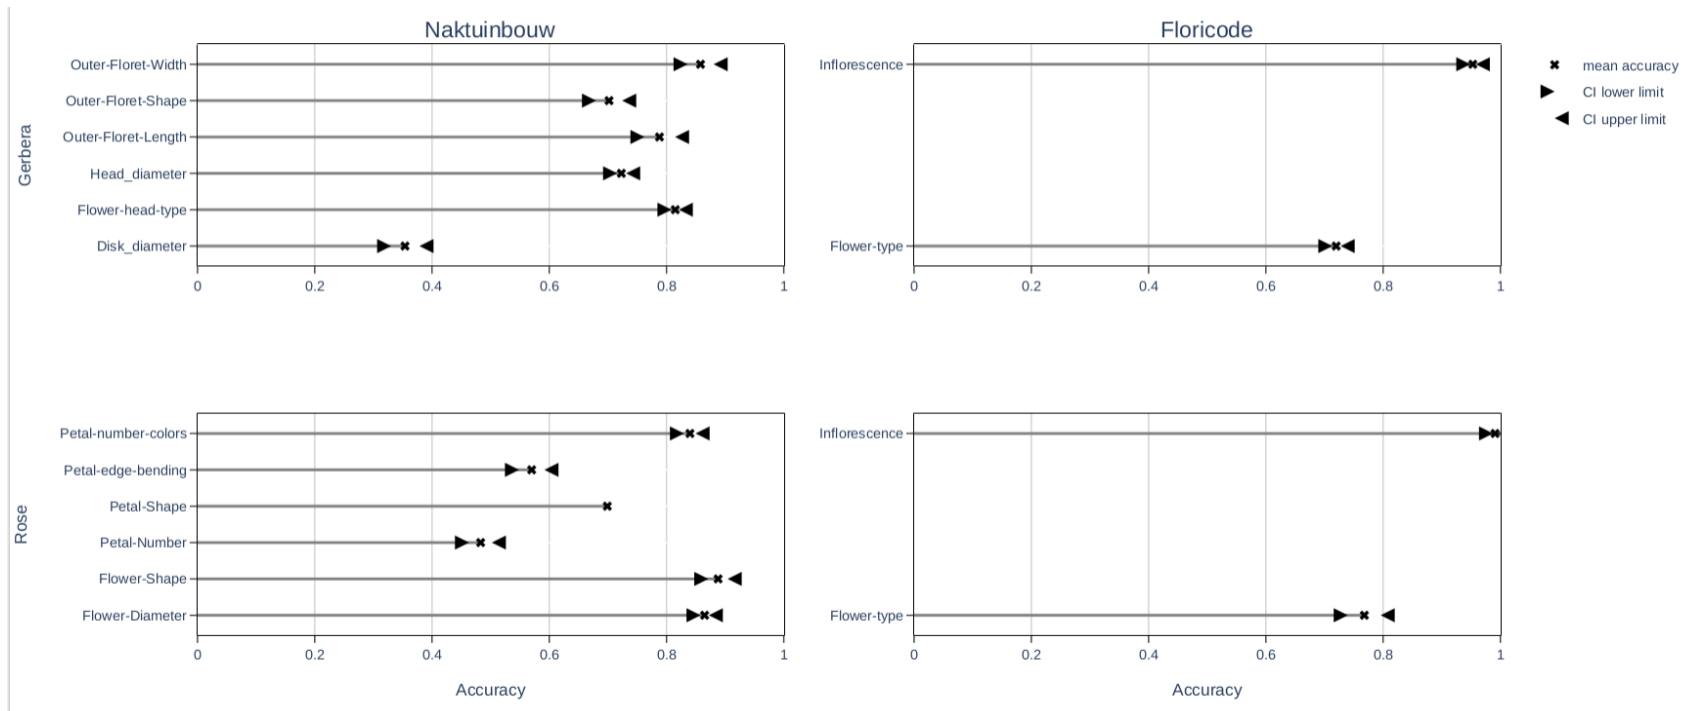 Naktuinbouw
Floricode
Gerbera
Outer-Floret-Width
Outer-Floret-Shape
Outer-Floret-Length
Head_diameter
Flower-head-type
Disk_diameter
0 0.2 0.4 0.6 0.8 1
Inflorescence
Flower-type
0 0.2 0.4 0.6 0.8 1
mean accuracy
CI lower limit
CI upper limit
Rose
Petal-number-colors
Petal-edge-bending
Petal-Shape
Petal-Number
Flower-Shape
Flower-Diameter
0 0.2 0.4 0.6 0.8 1
Accuracy
Inflorescence
Flower-type
0 0.2 0.4 0.6 0.8 1
Accuracy